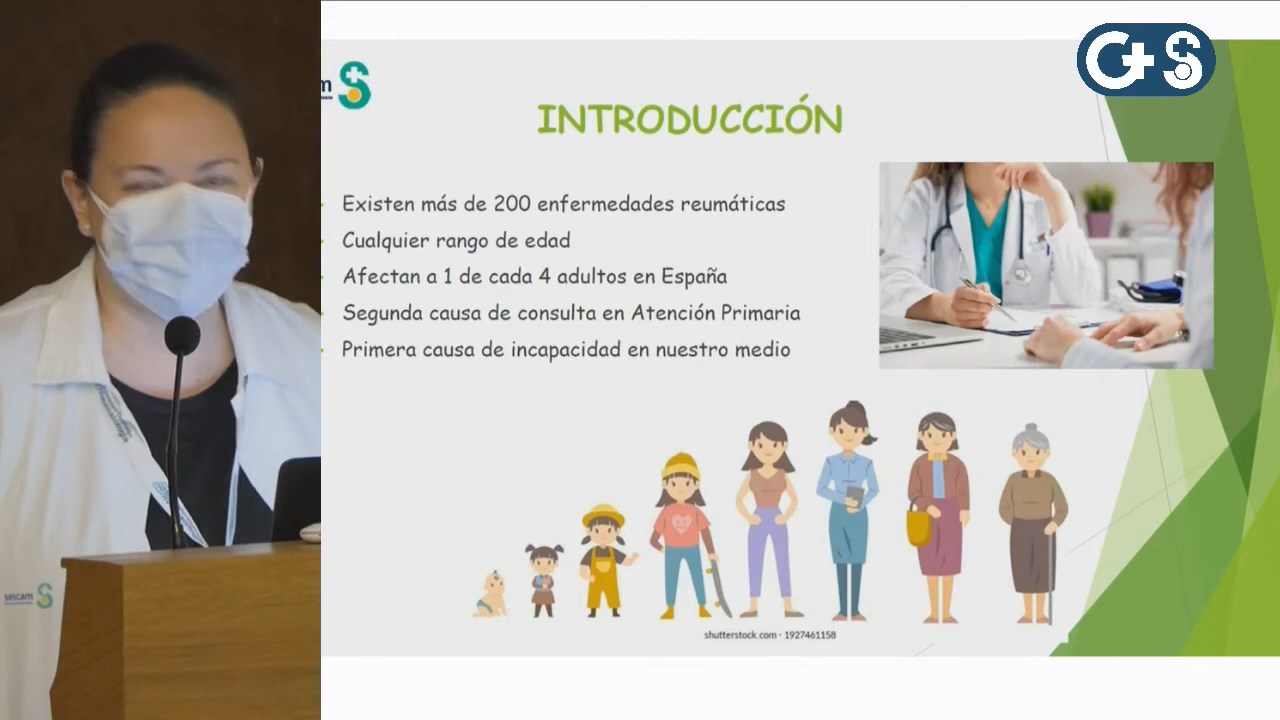 G+S
m
INTRODUCCIÓN
Existen más de 200 enfermedades reumáticas
Cualquier rango de edad
Afectan a 1 de cada 4 adultos en España
Segunda causa de consulta en Atención Primaria
Primera causa de incapacidad en nuestro medio
shutterstock.com · 1927461158
sescam